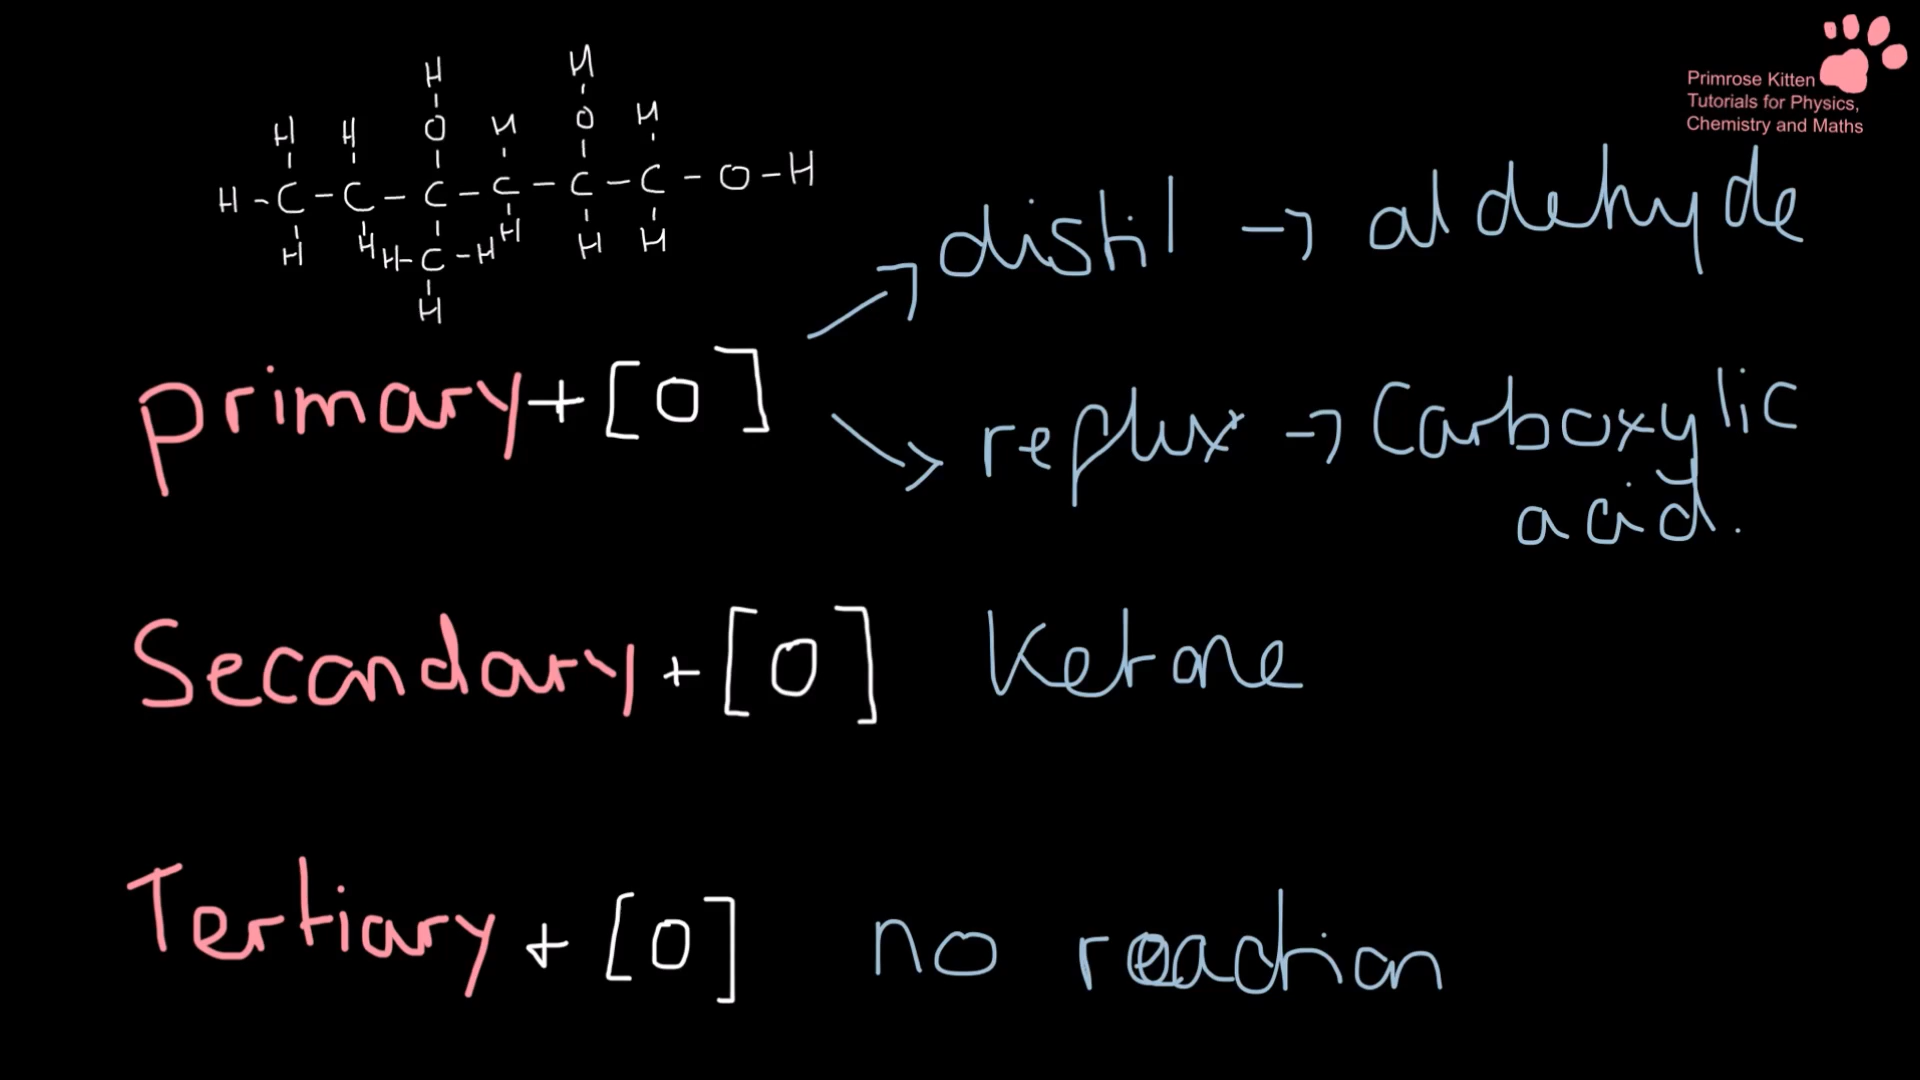 Primrose Kitten
Tutorials for Physics,
Chemistry and Maths
H H
H H O H O H
H - C - C - C - C - C - C - O - H
H H H - C - H H H H
H
distil → aldehyde
primary + [O]
reflux → Carboxylic
acid.
Secondary + [O] Ketone
Tertiary + [O] no reaction